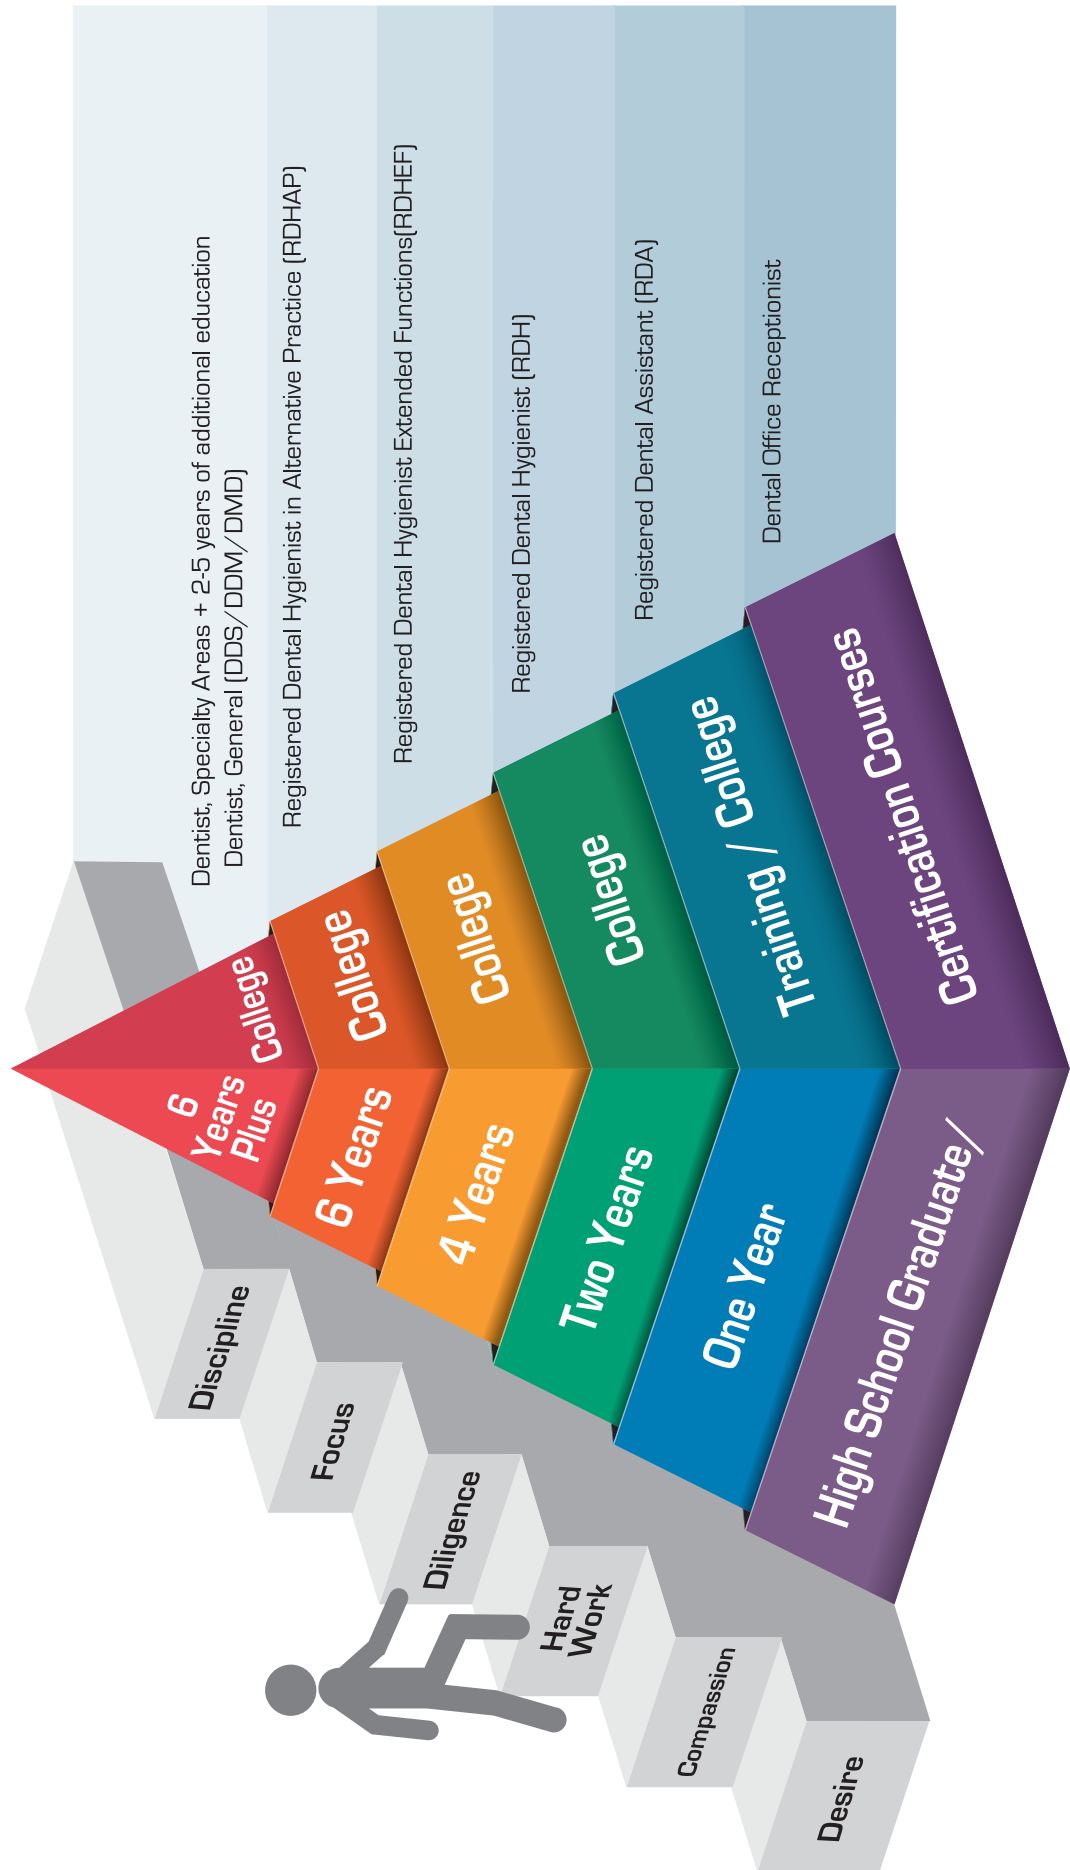 Dentist, Specialty Areas + 2-5 years of additional education
Dentist, General (DDS/DDM/DMD)
Registered Dental Hygienist in Alternative Practice (RDHAP)
Registered Dental Hygienist Extended Functions(RDHEF)
Registered Dental Hygienist (RDH)
Registered Dental Assistant (RDA)
Dental Office Receptionist
6
Years
Plus
College
6 Years
College
4 Years
College
Two Years
College
One Year
Training / College
High School Graduate/
Certification Courses
Discipline
Focus
Diligence
Hard
Work
Compassion
Desire